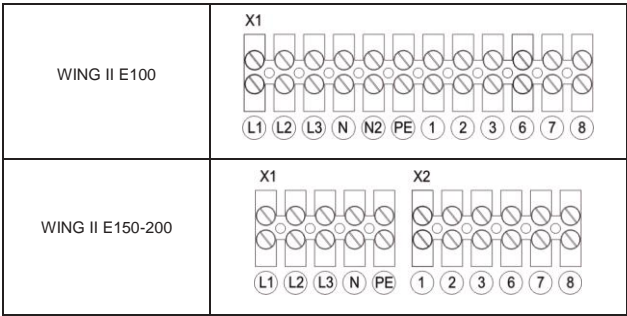 X1
WING II E100
L1 L2 L3 N N2 PE 1 2 3 6 7 8
X1 X2
WING II E150-200
L1 L2 L3 N PE 1 2 3 6 7 8